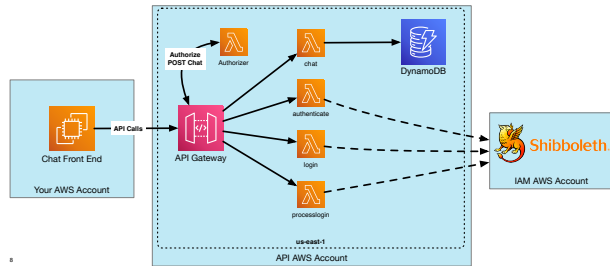 Authorize
POST Chat
Authorizer
chat
DynamoDB
authenticate
API Calls
Chat Front End
API Gateway
login
Shibboleth.
Your AWS Account
IAM AWS Account
processlogin
us-east-1
API AWS Account